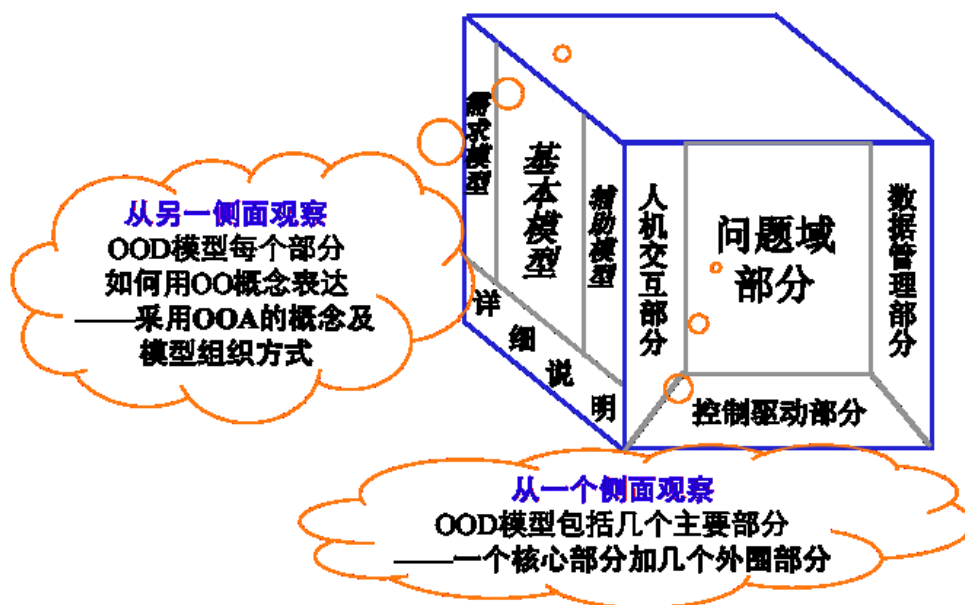 需求模型
基本模型
辅助模型
详细说明
人机交互部分
问题域
部分
数据管理部分
控制驱动部分
从另一侧面观察
OOD模型每个部分
如何用OO概念表达
——采用OOA的概念及
模型组织方式
从一个侧面观察
OOD模型包括几个主要部分
——一个核心部分加几个外围部分